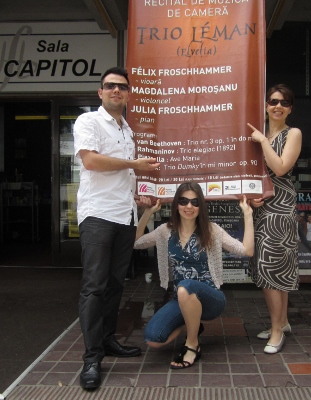 Sala
CAPITOL
RECITAL DE MUZICĂ
DE CAMERĂ
TRIO LÉMAN
(Elveția)
FÉLIX FROSCHHAMMER
- vioară
MAGDALENA MOROȘANU
- violoncel
JULIA FROSCHHAMMER
- pian
Program
van Beethoven: Trio nr. 3 op. 1 în do m
Rahmaninov: Trio elegiac (1892)
: Ave Maria
: Trio Dumky în mi minor op. 90